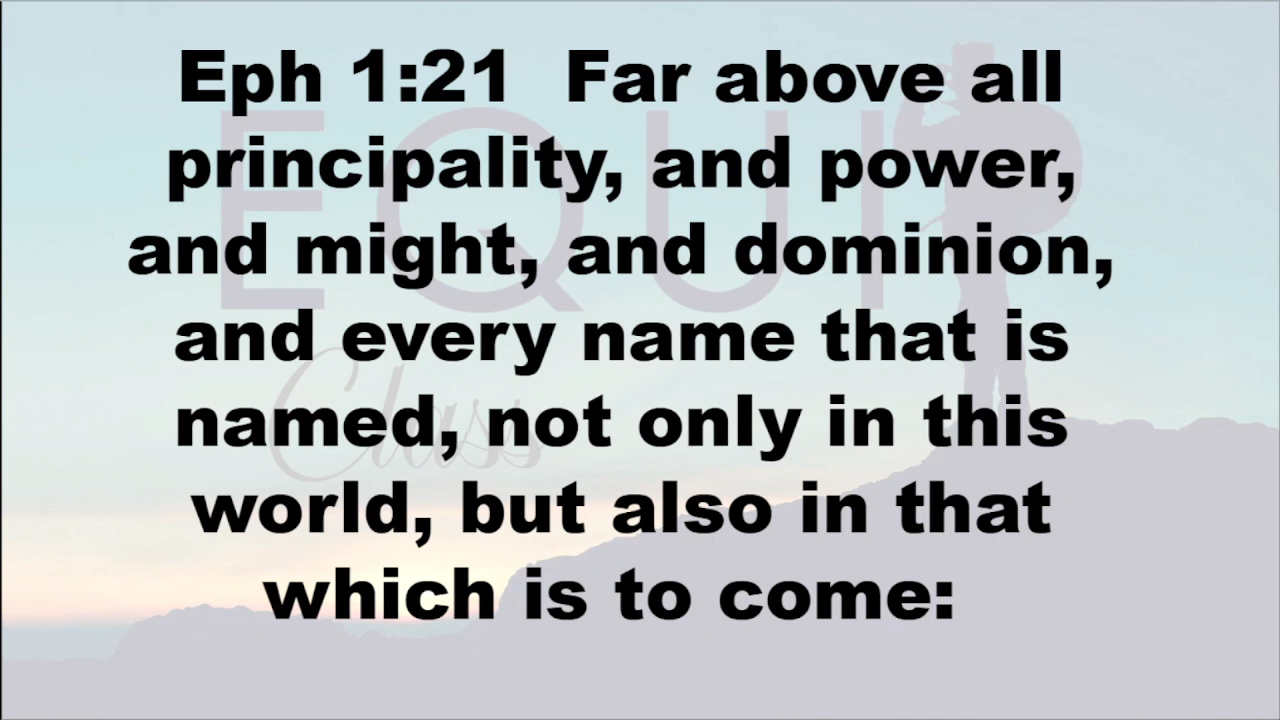 Eph 1:21  Far above all
principality, and power,
and might, and dominion,
and every name that is
named, not only in this
world, but also in that
which is to come:
EQUIP
Class